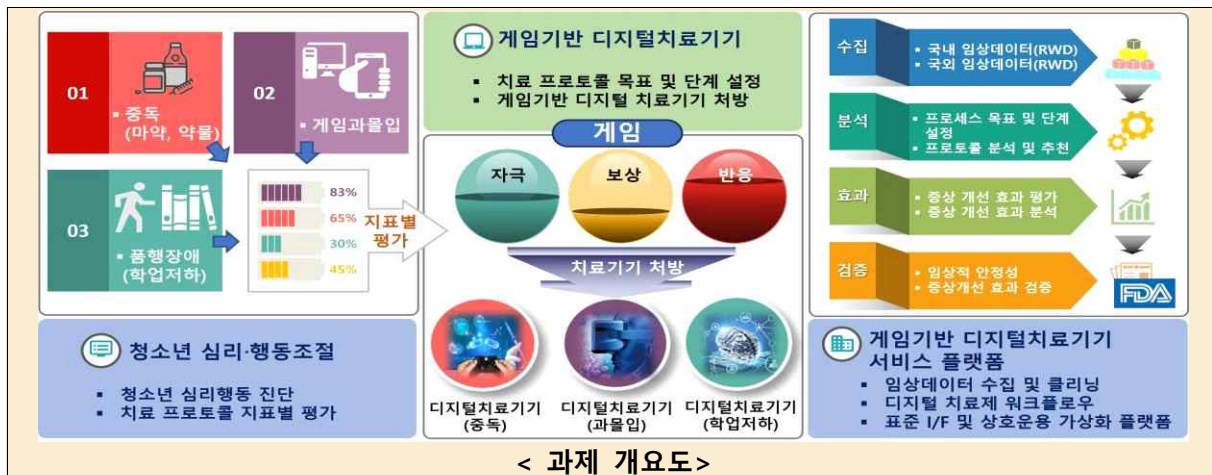 01
중독
(마약, 약물)
02
게임과몰입
03
품행장애
(학업저하)
83%
65%
30%
45%
지표별
평가
청소년 심리·행동조절
청소년 심리행동 진단
치료 프로토콜 지표별 평가
게임기반 디지털치료기기
치료 프로토콜 목표 및 단계 설정
게임기반 디지털 치료기기 처방
게임
자극
보상
반응
치료기기 처방
디지털치료기기
(중독)
디지털치료기기
(과몰입)
디지털치료기기
(학업저하)
수집
국내 임상데이터(RWD)
국외 임상데이터(RWD)
분석
프로세스 목표 및 단계
설정
프로토콜 분석 및 추천
효과
증상 개선 효과 평가
증상 개선 효과 분석
검증
임상적 안정성
증상개선 효과 검증
FDA
게임기반 디지털치료기기
서비스 플랫폼
임상데이터 수집 및 클리닝
디지털 치료제 워크플로우
표준 I/F 및 상호운용 가상화 플랫폼
< 과제 개요도>